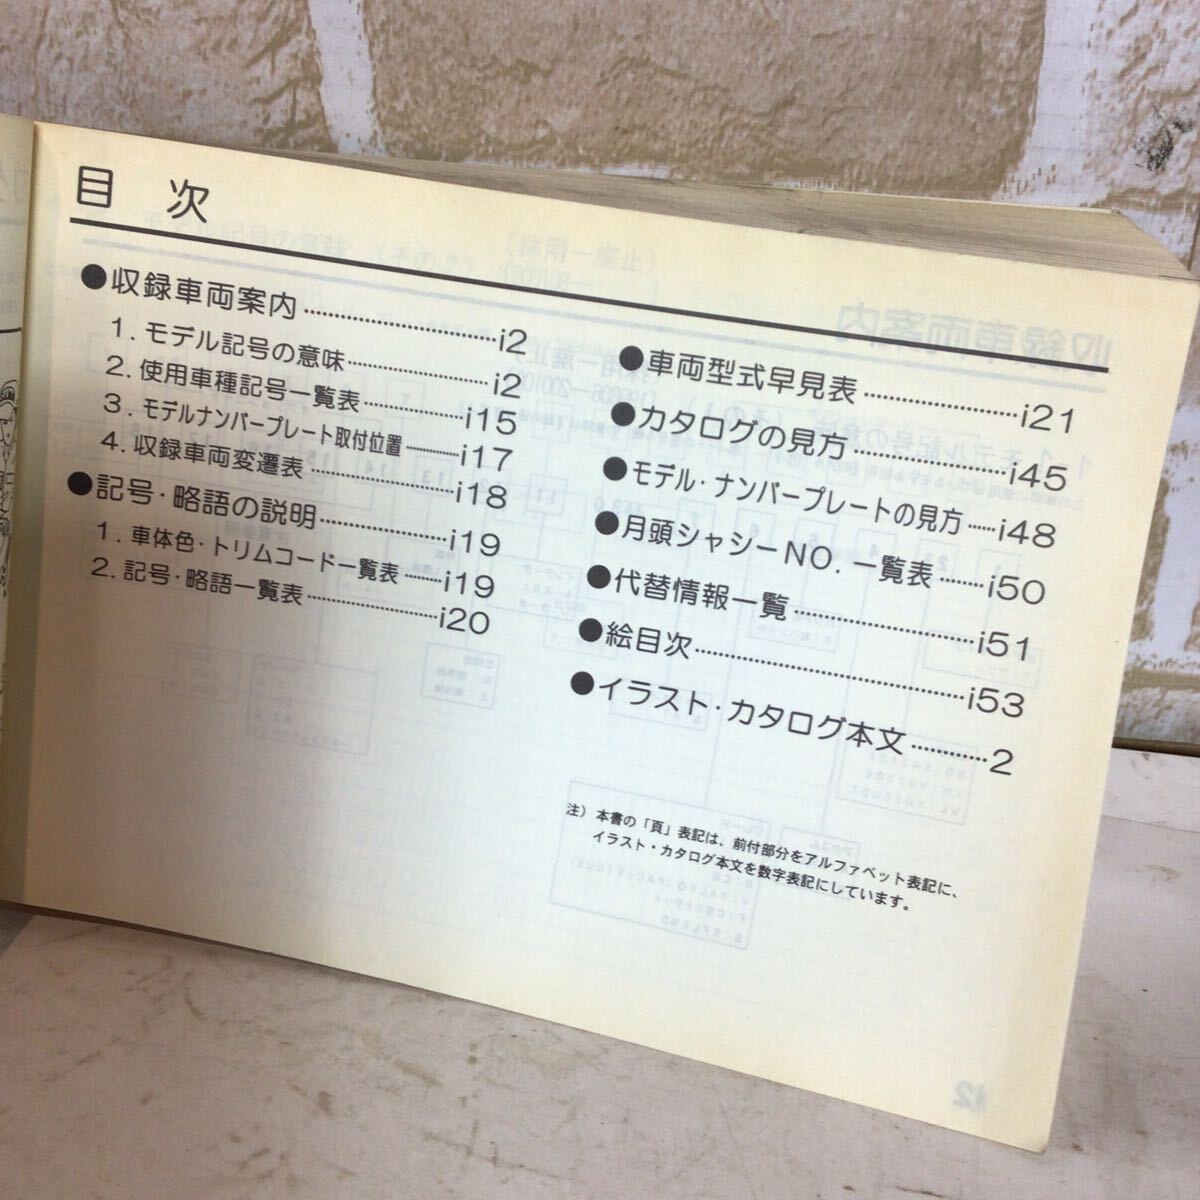 目次
●収録車両案内……………………i2
1. モデル記号の意味………………i2
2. 使用車種記号一覧表……………i15
3. モデルナンバープレート取付位置………i17
4. 収録車両変遷表…………………i18
●記号・略語の説明………………i19
1. 車体色・トリムコード一覧表……i19
2. 記号・略語一覧表………………i20
●車両型式早見表…………………i21
●カタログの見方…………………i45
●モデル・ナンバープレートの見方……i48
●月頭シャシーNO. 一覧表………i50
●代替情報一覧……………………i51
●絵目次……………………………i53
●イラスト・カタログ本文…………2
注）本書の「頁」表記は、前付部分をアルファベット表記に、
イラスト・カタログ本文を数字表記にしています。